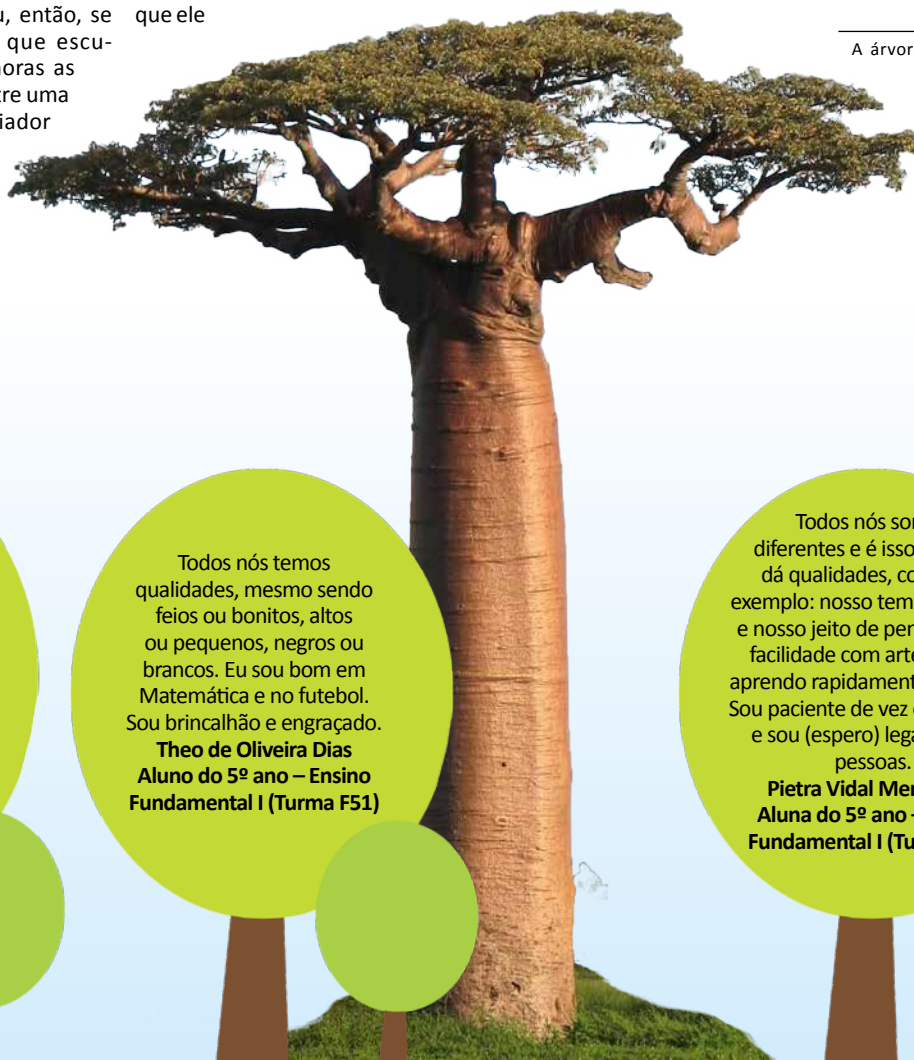 u, então, se
que escu-
horas as
tre uma
iador
que ele
A árvor
Todos nós temos
qualidades, mesmo sendo
feios ou bonitos, altos
ou pequenos, negros ou
brancos. Eu sou bom em
Matemática e no futebol.
Sou brincalhão e engraçado.
Theo de Oliveira Dias
Aluno do 5º ano – Ensino
Fundamental I (Turma F51)
Todos nós so
diferentes e é isso
dá qualidades, co
exemplo: nosso tem
e nosso jeito de pen
facilidade com art
aprendo rapidament
Sou paciente de vez
e sou (espero) lega
pessoas.
Pietra Vidal Me
Aluna do 5º ano
Fundamental I (Tu